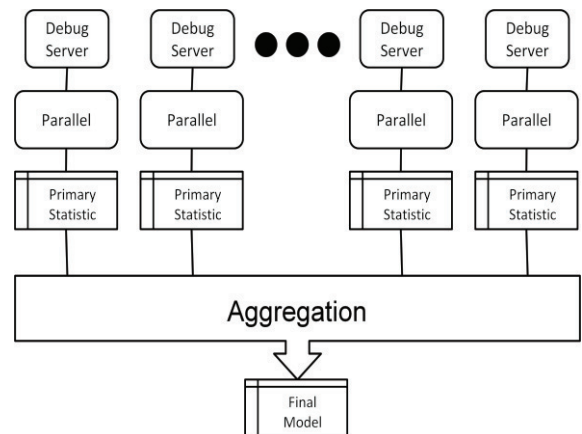 Debug
Server
Debug
Server
Debug
Server
Debug
Server
Parallel
Parallel
Parallel
Parallel
Primary
Statistic
Primary
Statistic
Primary
Statistic
Primary
Statistic
Aggregation
Final
Model